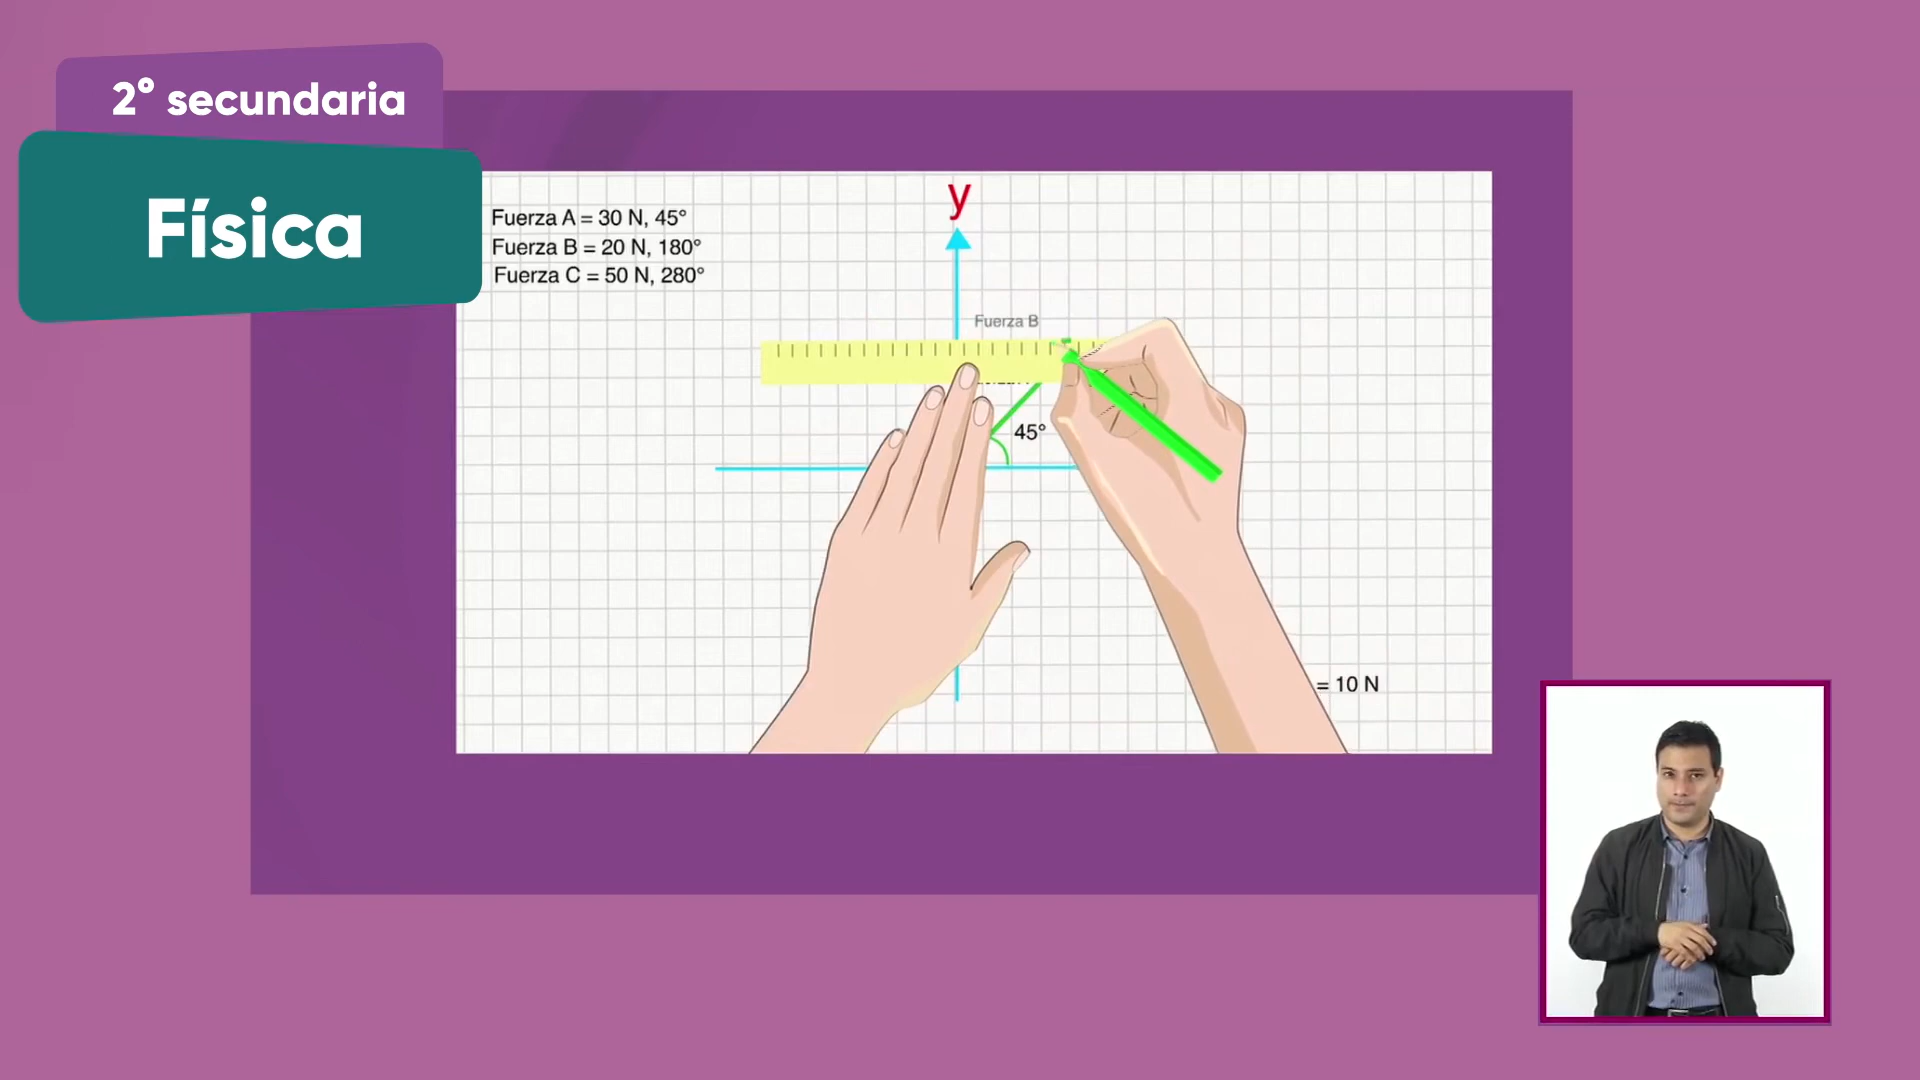 2° secundaria
Física
Fuerza A = 30 N, 45°
Fuerza B = 20 N, 180°
Fuerza C = 50 N, 280°
y
Fuerza B
45°
= 10 N